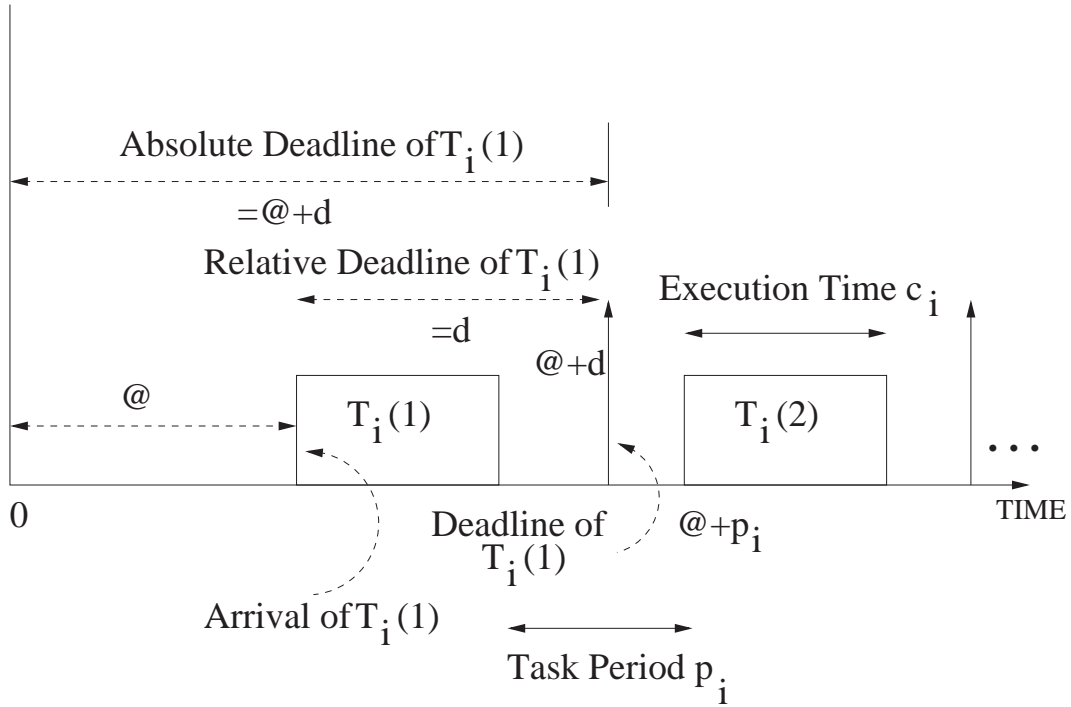 Absolute Deadline of T_i(1)
=@+d
Relative Deadline of T_i(1)
=d
Execution Time c_i
@+d
@
T_i(1)
T_i(2)
...
0
TIME
Deadline of
T_i(1)
@+p_i
Arrival of T_i(1)
Task Period p_i